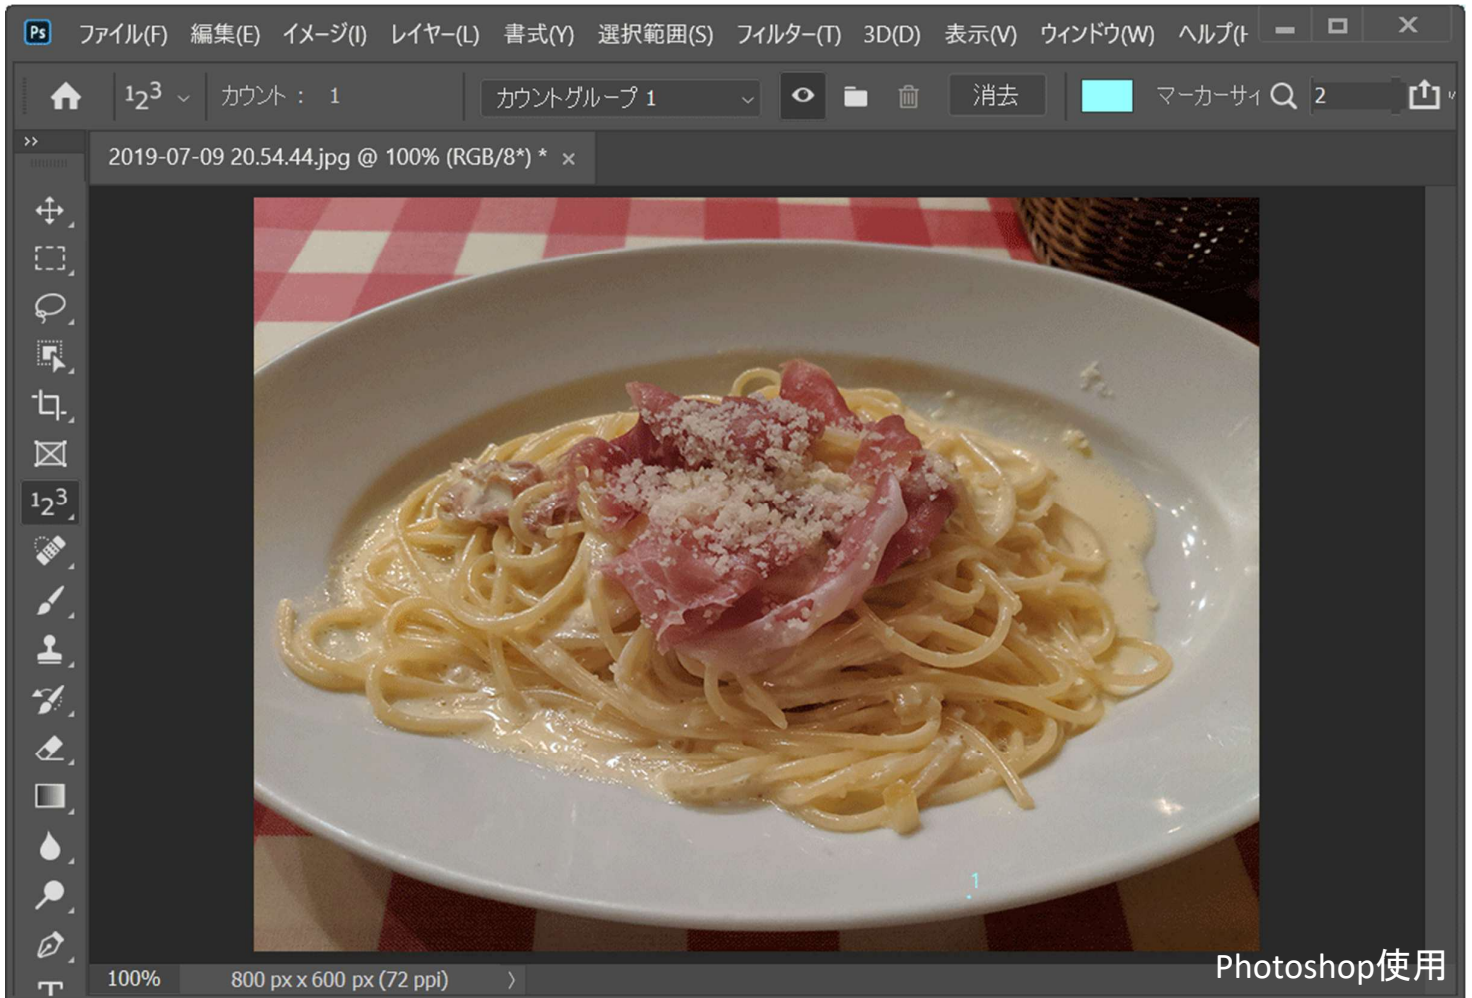 Ps ファイル(F) 編集(E) イメージ(I) レイヤー(L) 書式(Y) 選択範囲(S) フィルター(T) 3D(D) 表示(V) ウィンドウ(W) ヘルプ(H
123 カウント : 1 カウントグループ 1 消去 マーカーサイ 2
2019-07-09 20.54.44.jpg @ 100% (RGB/8*) * ×
123
1
Photoshop使用
100% 800 px x 600 px (72 ppi)